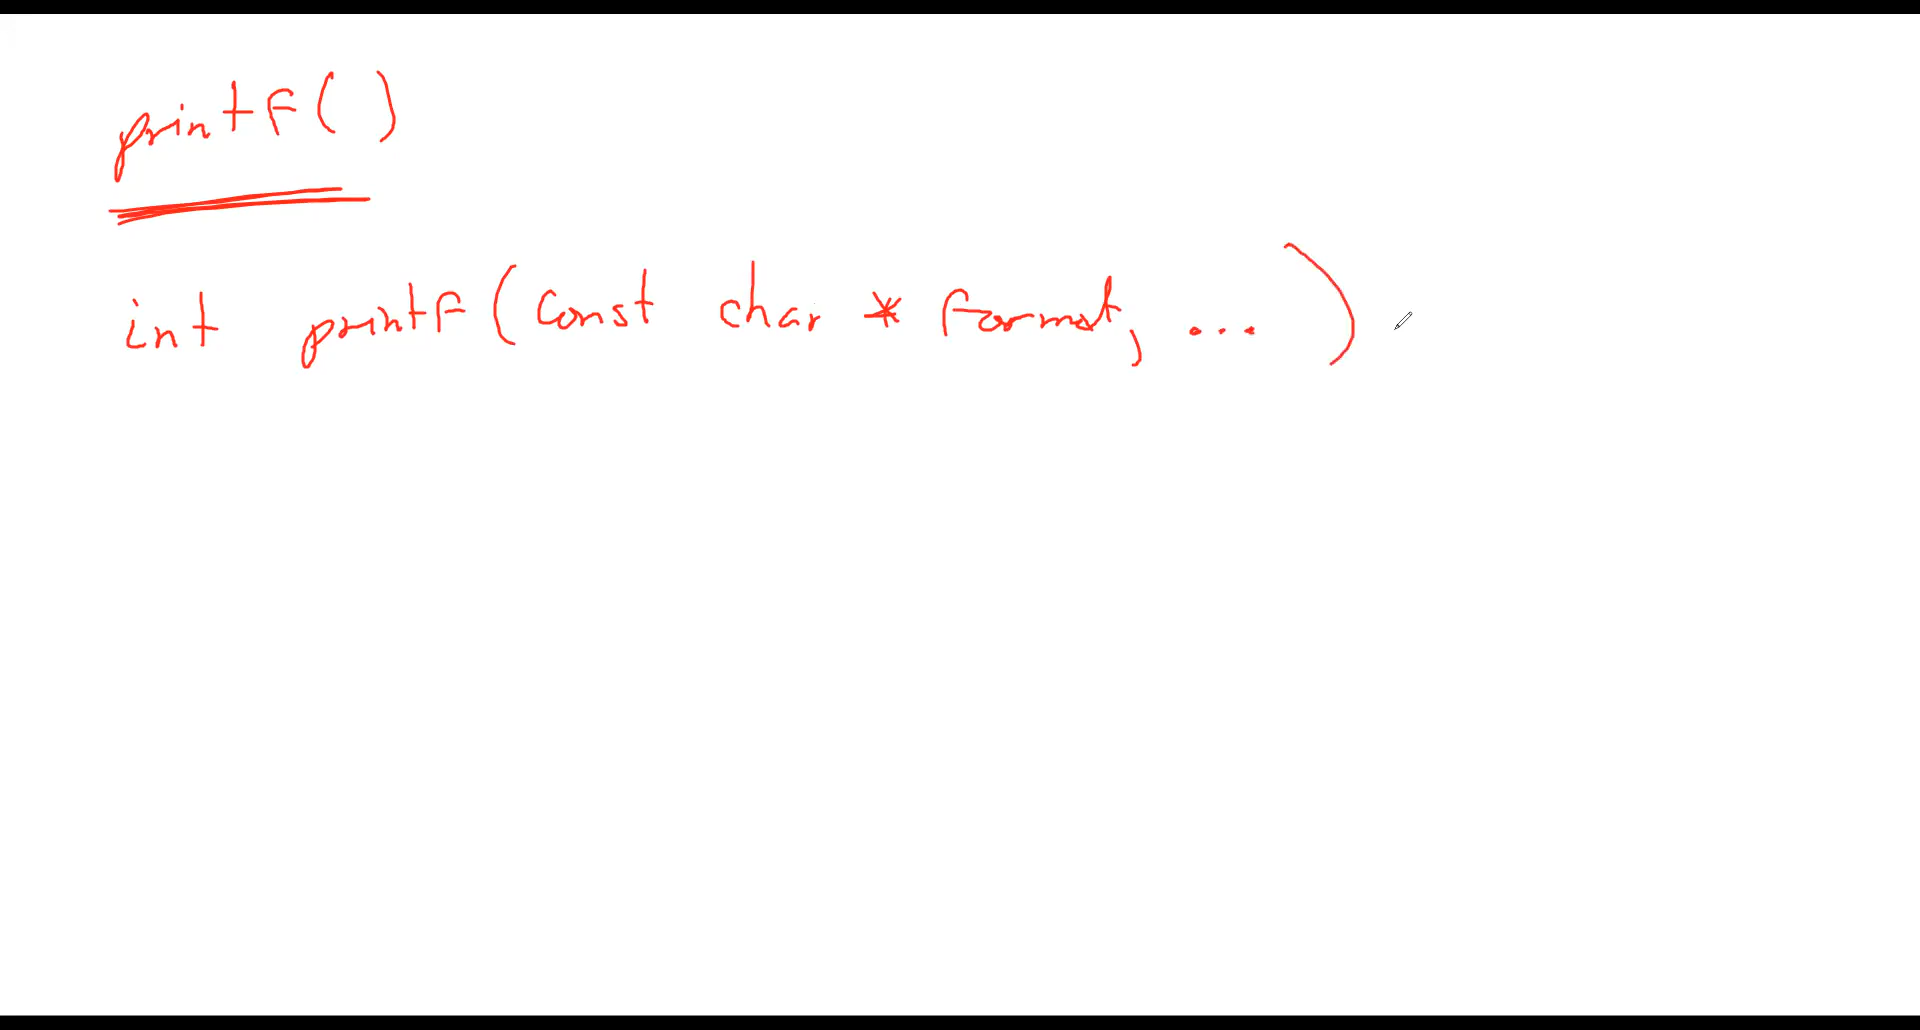 printf()
int printf(const char * format, ...)